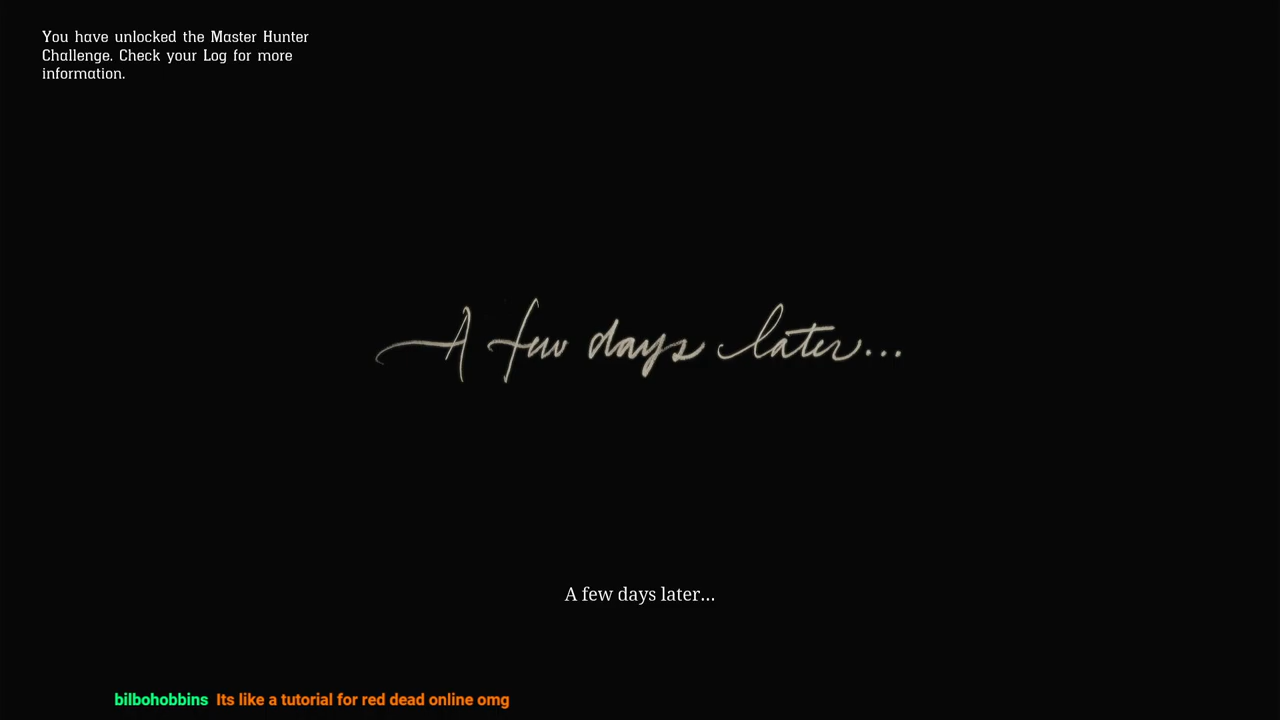 You have unlocked the Master Hunter
Challenge. Check your Log for more
information.
A few days later...
A few days later...
bilbohobbins Its like a tutorial for red dead online omg